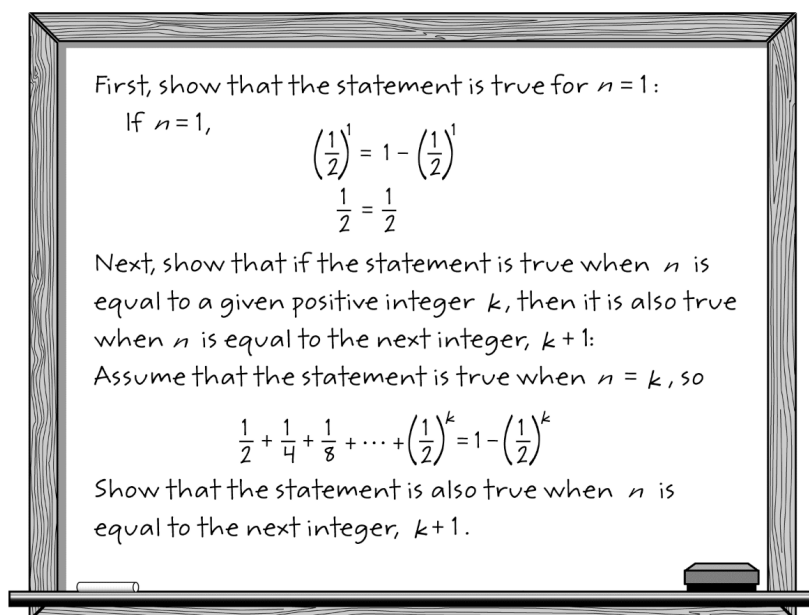 First, show that the statement is true for n = 1:
If n = 1,
(1/2)^1 = 1 − (1/2)^1
1/2 = 1/2
Next, show that if the statement is true when n is
equal to a given positive integer k, then it is also true
when n is equal to the next integer, k + 1:
Assume that the statement is true when n = k, so
1/2 + 1/4 + 1/8 + ⋯ + (1/2)^k = 1 − (1/2)^k
Show that the statement is also true when n is
equal to the next integer, k + 1.